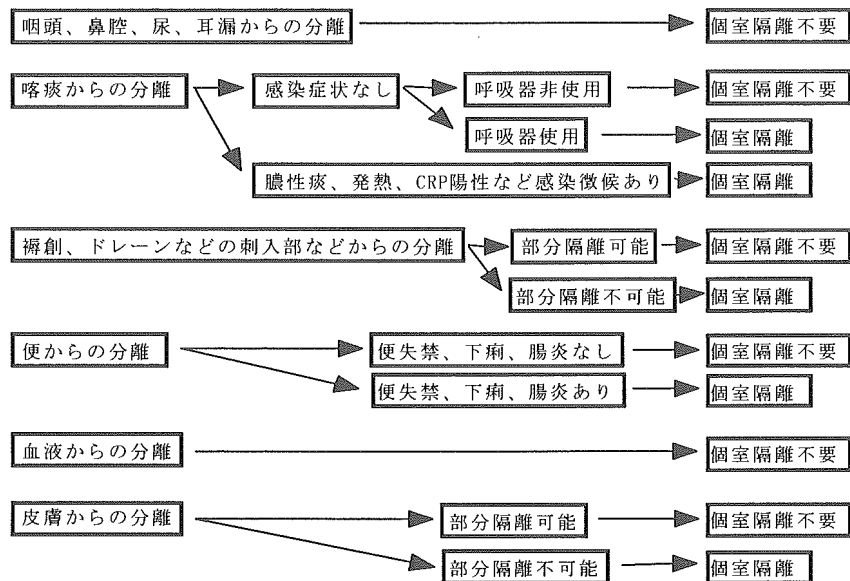 咽頭、鼻腔、尿、耳漏からの分離
個室隔離不要
喀痰からの分離
感染症状なし
呼吸器非使用
個室隔離不要
呼吸器使用
個室隔離
膿性痰、発熱、CRP陽性など感染徴候あり
個室隔離
褥創、ドレーンなどの刺入部などからの分離
部分隔離可能
個室隔離不要
部分隔離不可能
個室隔離
便からの分離
便失禁、下痢、腸炎なし
個室隔離不要
便失禁、下痢、腸炎あり
個室隔離
血液からの分離
個室隔離不要
皮膚からの分離
部分隔離可能
個室隔離不要
部分隔離不可能
個室隔離